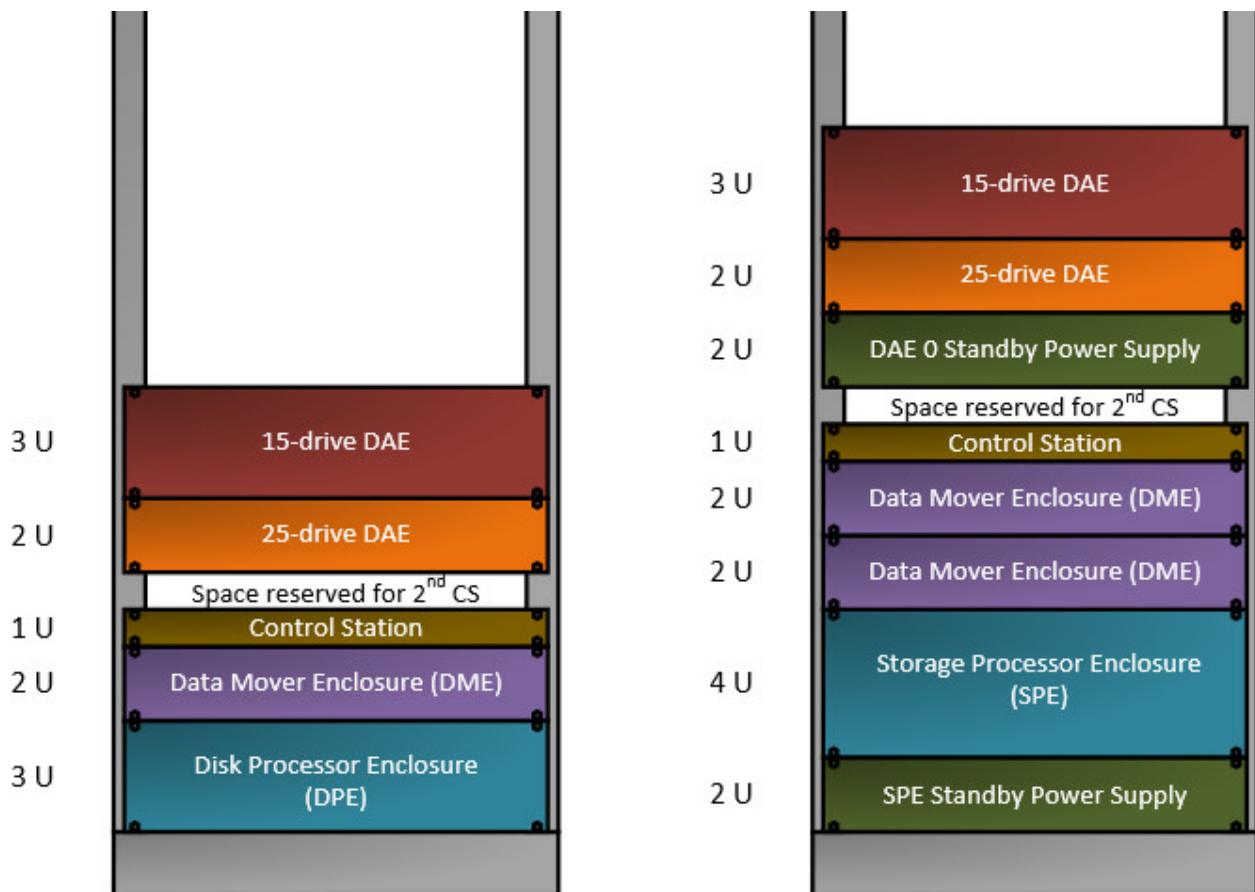 3 U
15-drive DAE
2 U
25-drive DAE
Space reserved for 2nd CS
1 U
Control Station
2 U
Data Mover Enclosure (DME)
3 U
Disk Processor Enclosure
(DPE)
3 U
15-drive DAE
2 U
25-drive DAE
2 U
DAE 0 Standby Power Supply
Space reserved for 2nd CS
1 U
Control Station
2 U
Data Mover Enclosure (DME)
2 U
Data Mover Enclosure (DME)
4 U
Storage Processor Enclosure
(SPE)
2 U
SPE Standby Power Supply